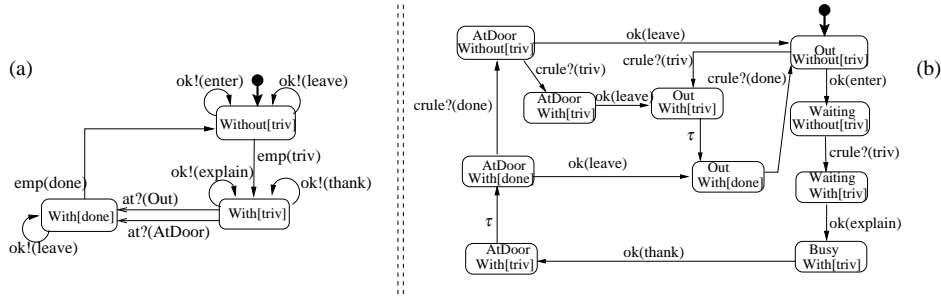 (a)
ok!(enter)
ok!(leave)
Without[triv]
emp(triv)
ok!(explain)
ok!(thank)
emp(done)
at?(Out)
With[done]
With[triv]
at?(AtDoor)
ok!(leave)
(b)
AtDoor
Without[triv]
ok(leave)
Out
Without[triv]
crule?(triv)
crule?(triv)
crule?(done)
ok(enter)
crule?(done)
AtDoor
With[triv]
ok(leave)
Out
With[triv]
Waiting
Without[triv]
τ
crule?(triv)
AtDoor
With[done]
ok(leave)
Out
With[done]
Waiting
With[triv]
τ
ok(explain)
AtDoor
With[triv]
ok(thank)
Busy
With[triv]